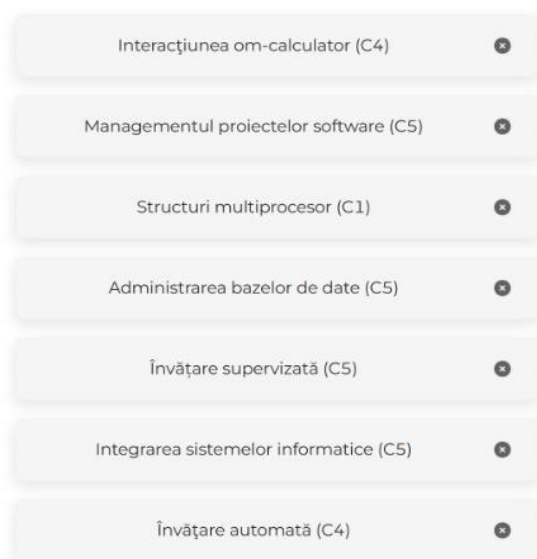 Interacţiunea om-calculator (C4)
Managementul proiectelor software (C5)
Structuri multiprocesor (C1)
Administrarea bazelor de date (C5)
Învățare supervizată (C5)
Integrarea sistemelor informatice (C5)
Învăţare automată (C4)